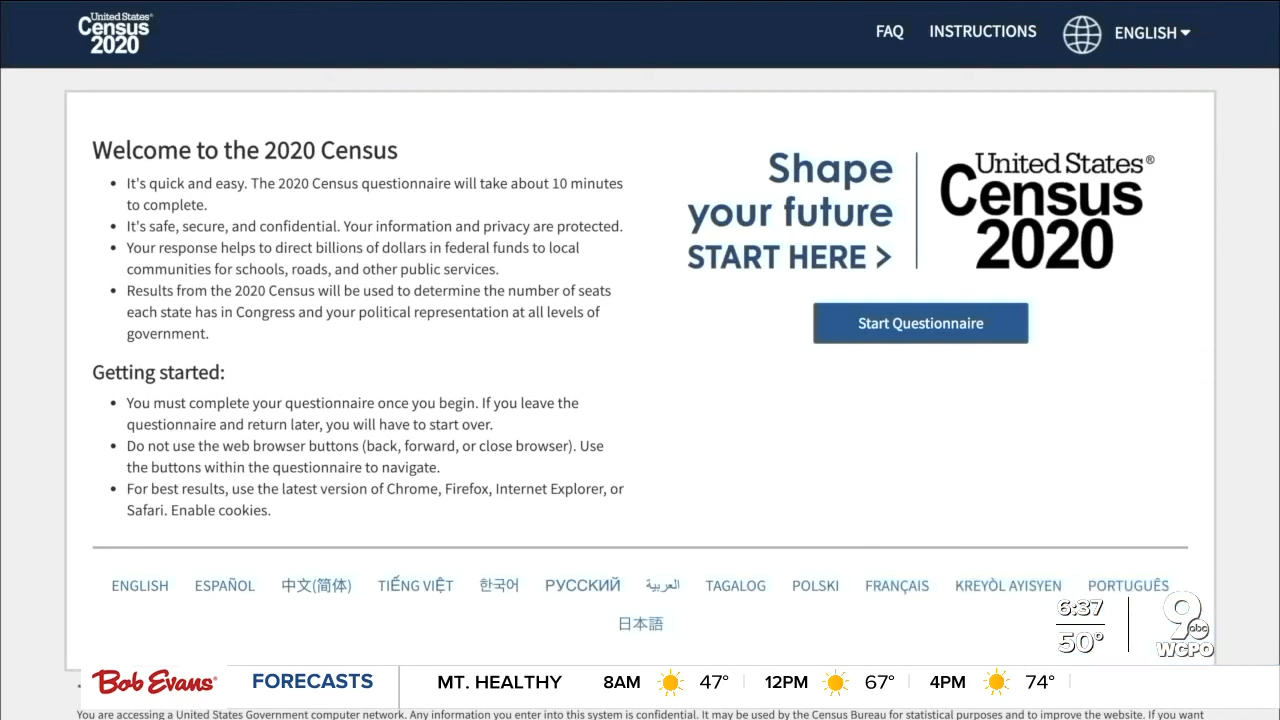 United States®
Census
2020
FAQ
INSTRUCTIONS
ENGLISH
Welcome to the 2020 Census
• It's quick and easy. The 2020 Census questionnaire will take about 10 minutes
to complete.
• It's safe, secure, and confidential. Your information and privacy are protected.
• Your response helps to direct billions of dollars in federal funds to local
communities for schools, roads, and other public services.
• Results from the 2020 Census will be used to determine the number of seats
each state has in Congress and your political representation at all levels of
government.
Getting started:
• You must complete your questionnaire once you begin. If you leave the
questionnaire and return later, you will have to start over.
• Do not use the web browser buttons (back, forward, or close browser). Use
the buttons within the questionnaire to navigate.
• For best results, use the latest version of Chrome, Firefox, Internet Explorer, or
Safari. Enable cookies.
Shape
your future
START HERE >
United States®
Census
2020
Start Questionnaire
ENGLISH ESPAÑOL 中文(简体) TIẾNG VIỆT 한국어 РУССКИЙ العربية TAGALOG POLSKI FRANÇAIS KREYÒL AYISYEN PORTUGUÊS
日本語
6:37
50°
9 abc
WCPO
Bob Evans FORECASTS MT. HEALTHY 8AM 47° 12PM 67° 4PM 74°
You are accessing a United States Government computer network. Any information you enter into this system is confidential. It may be used by the Census Bureau for statistical purposes and to improve the website. If you want